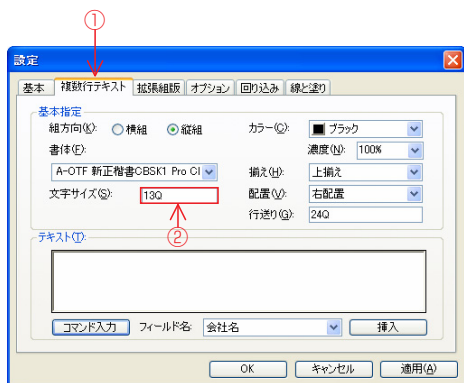 ①
設定
基本 複数行テキスト 拡張組版 オプション 回り込み 線と塗り
基本指定
組方向(K): 横組 縦組 カラー(C): ブラック
書体(F): 濃度(N): 100%
A-OTF 新正楷書CBSK1 Pro Cl 揃え(H): 上揃え
文字サイズ(S): 13Q 配置(V): 右配置
② 行送り(G): 24Q
テキスト(T):
コマンド入力 フィールド名: 会社名 挿入
OK キャンセル 適用(A)